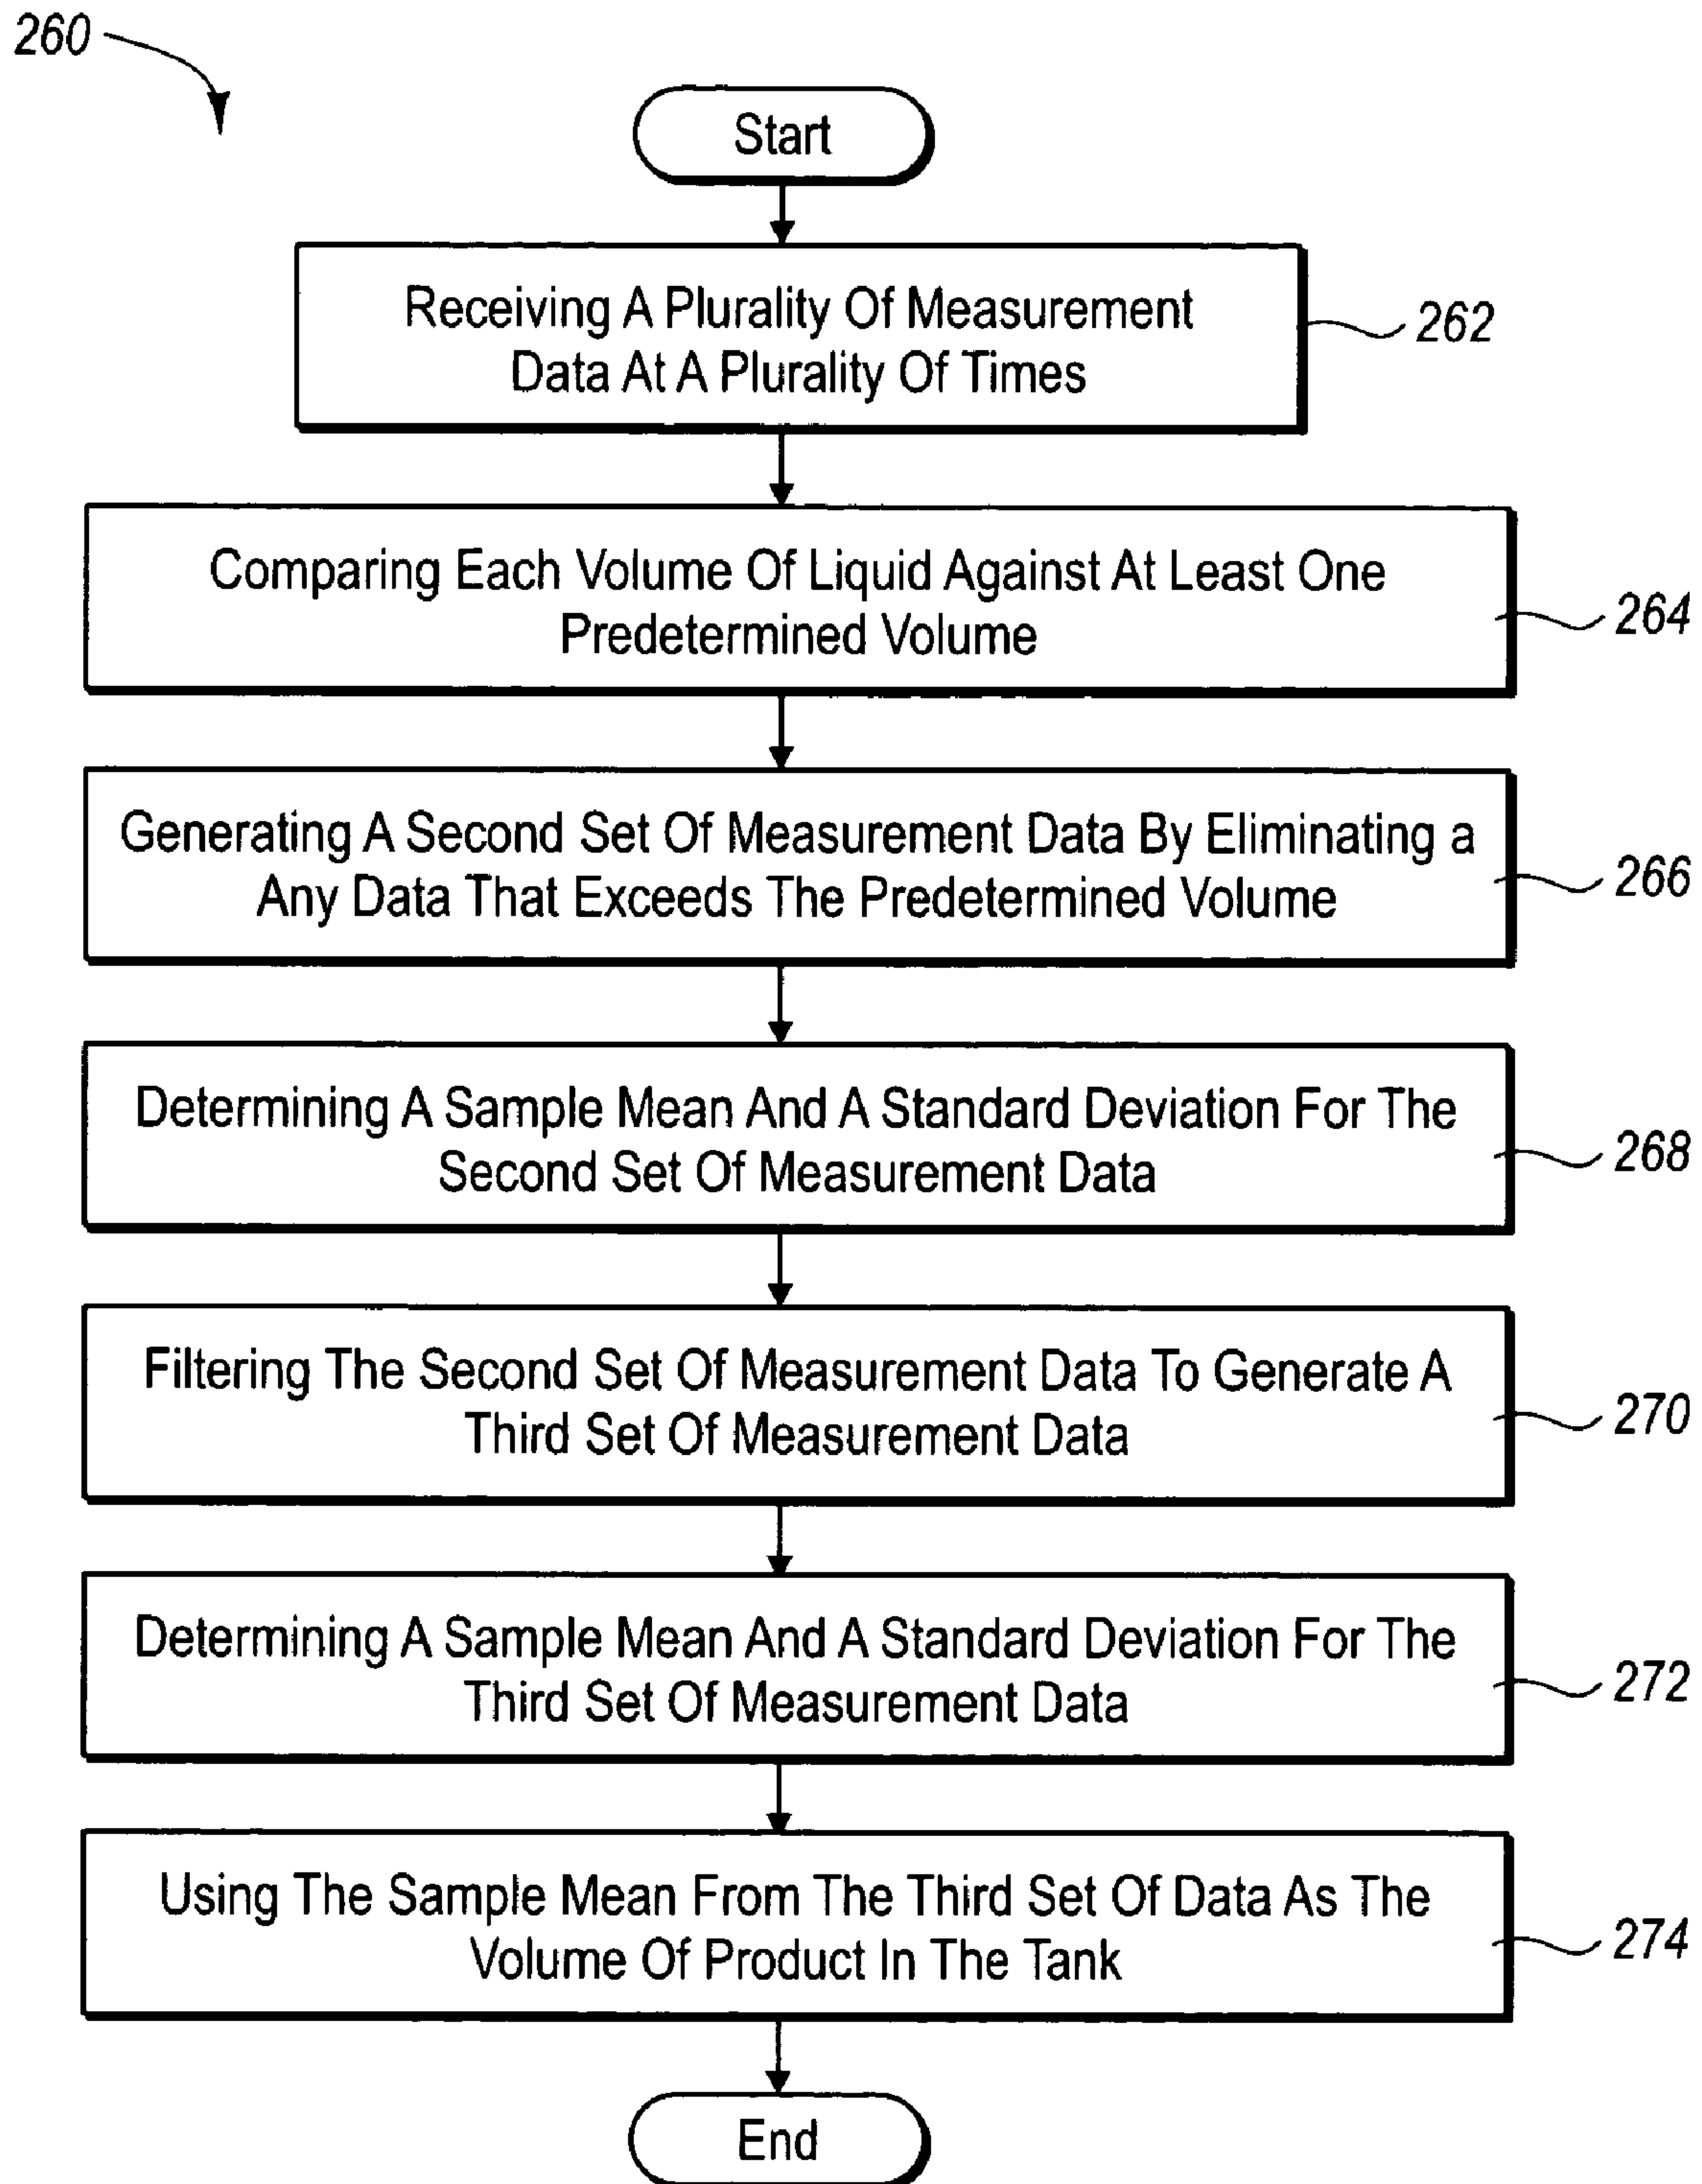 260
Start
Receiving A Plurality Of Measurement
Data At A Plurality Of Times
262
Comparing Each Volume Of Liquid Against At Least One
Predetermined Volume
264
Generating A Second Set Of Measurement Data By Eliminating a
Any Data That Exceeds The Predetermined Volume
266
Determining A Sample Mean And A Standard Deviation For The
Second Set Of Measurement Data
268
Filtering The Second Set Of Measurement Data To Generate A
Third Set Of Measurement Data
270
Determining A Sample Mean And A Standard Deviation For The
Third Set Of Measurement Data
272
Using The Sample Mean From The Third Set Of Data As The
Volume Of Product In The Tank
274
End